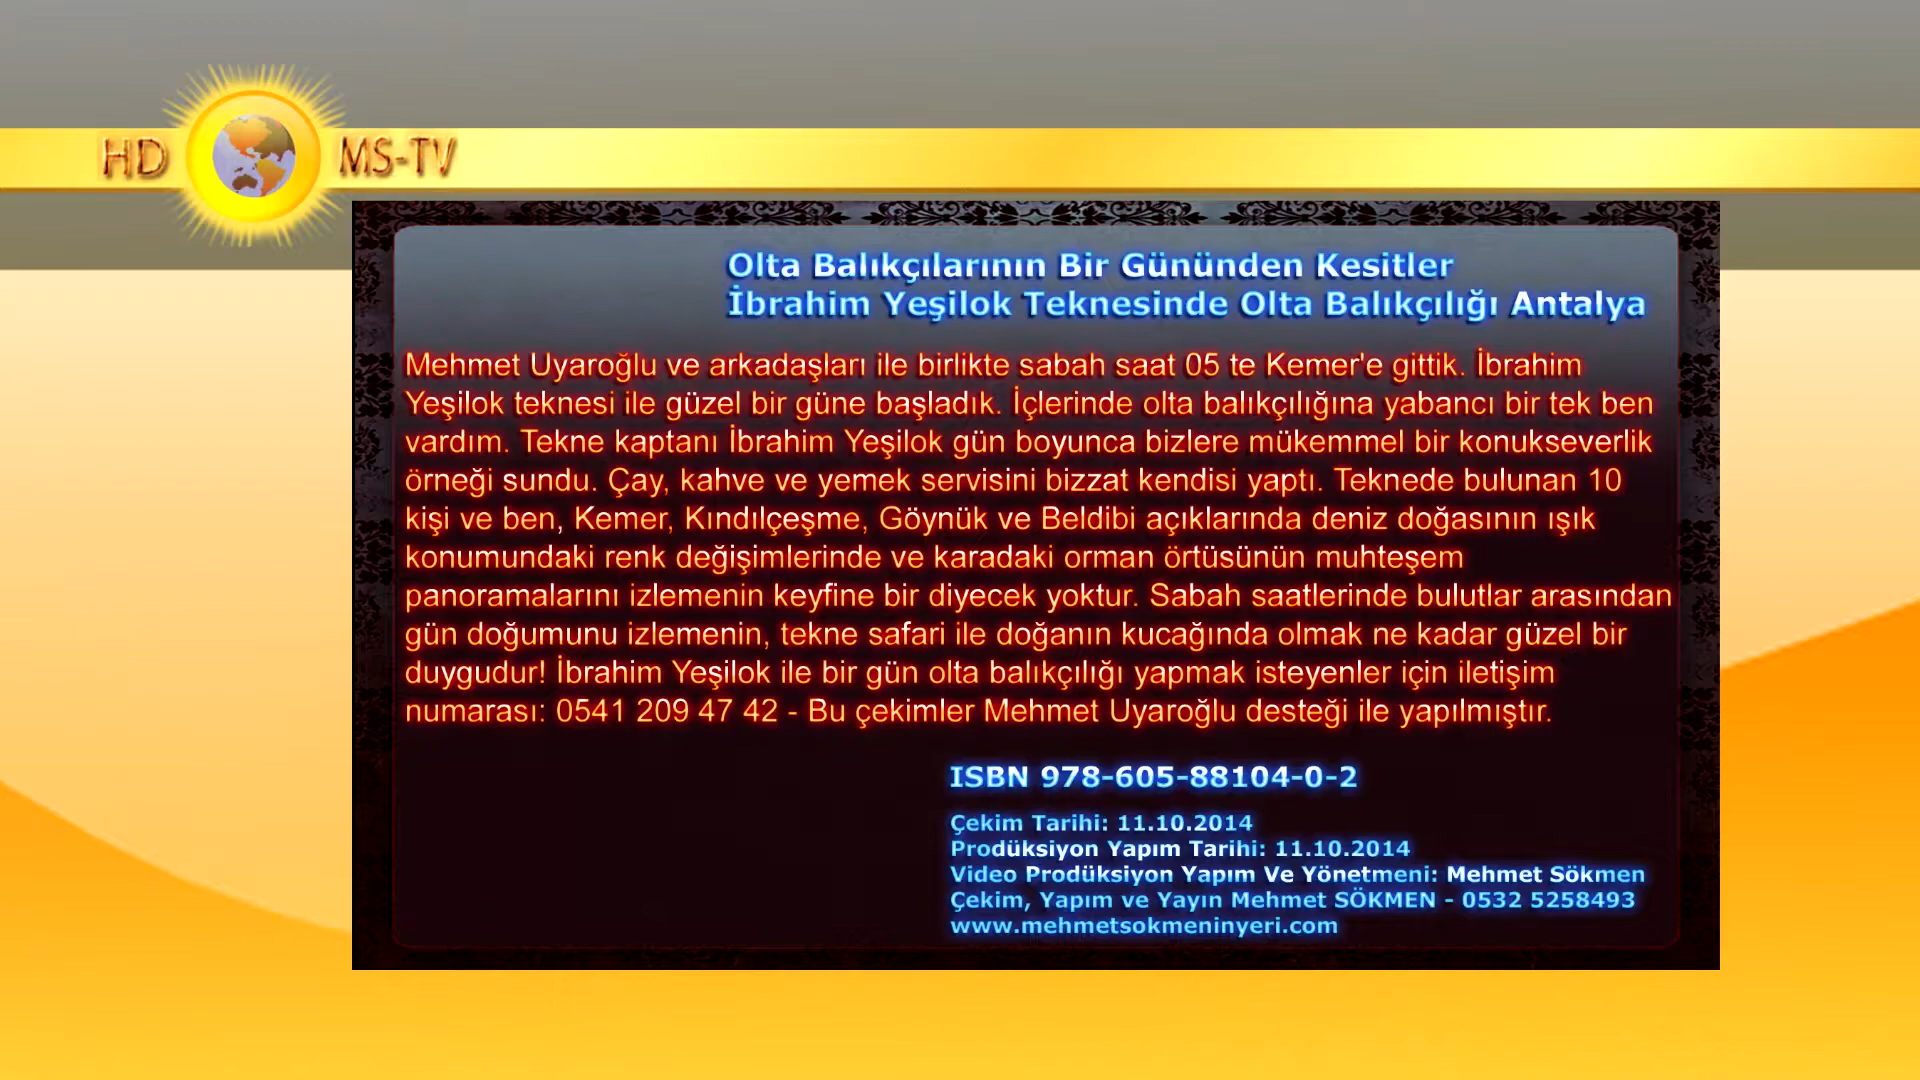 HD MS-TV
Olta Balıkçılarının Bir Gününden Kesitler
İbrahim Yeşilok Teknesinde Olta Balıkçılığı Antalya
Mehmet Uyaroğlu ve arkadaşları ile birlikte sabah saat 05 te Kemer'e gittik. İbrahim
Yeşilok teknesi ile güzel bir güne başladık. İçlerinde olta balıkçılığına yabancı bir tek ben
vardım. Tekne kaptanı İbrahim Yeşilok gün boyunca bizlere mükemmel bir konukseverlik
örneği sundu. Çay, kahve ve yemek servisini bizzat kendisi yaptı. Teknede bulunan 10
kişi ve ben, Kemer, Kındılçeşme, Göynük ve Beldibi açıklarında deniz doğasının ışık
konumundaki renk değişimlerinde ve karadaki orman örtüsünün muhteşem
panoramalarını izlemenin keyfine bir diyecek yoktur. Sabah saatlerinde bulutlar arasından
gün doğumunu izlemenin, tekne safari ile doğanın kucağında olmak ne kadar güzel bir
duygudur! İbrahim Yeşilok ile bir gün olta balıkçılığı yapmak isteyenler için iletişim
numarası: 0541 209 47 42 - Bu çekimler Mehmet Uyaroğlu desteği ile yapılmıştır.
ISBN 978-605-88104-0-2
Çekim Tarihi: 11.10.2014
Prodüksiyon Yapım Tarihi: 11.10.2014
Video Prodüksiyon Yapım Ve Yönetmeni: Mehmet Sökmen
Çekim, Yapım ve Yayın Mehmet SÖKMEN - 0532 5258493
www.mehmetsokmeninyeri.com